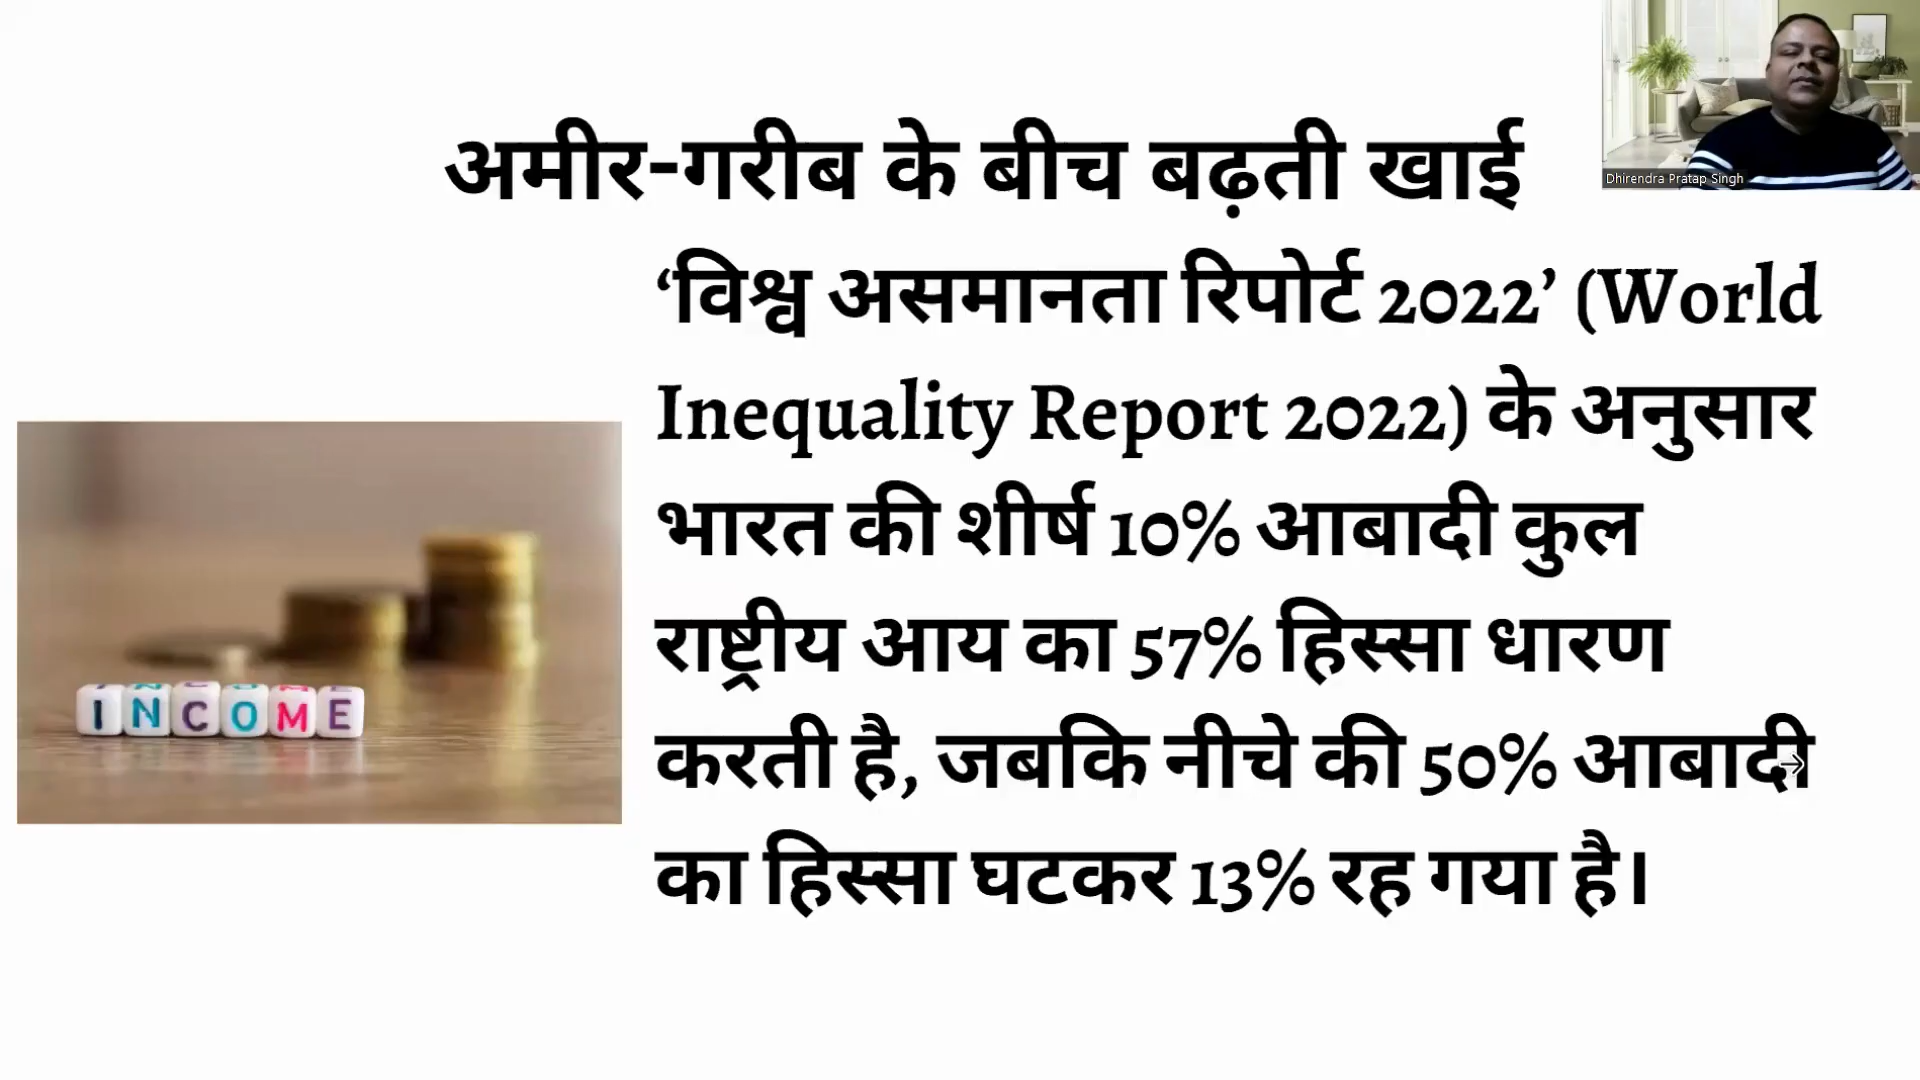 अमीर-गरीब के बीच बढ़ती खाई
Dhirendra Pratap Singh
‘विश्व असमानता रिपोर्ट 2022’ (World
Inequality Report 2022) के अनुसार
भारत की शीर्ष 10% आबादी कुल
राष्ट्रीय आय का 57% हिस्सा धारण
करती है, जबकि नीचे की 50% आबादी
का हिस्सा घटकर 13% रह गया है।
INCOME